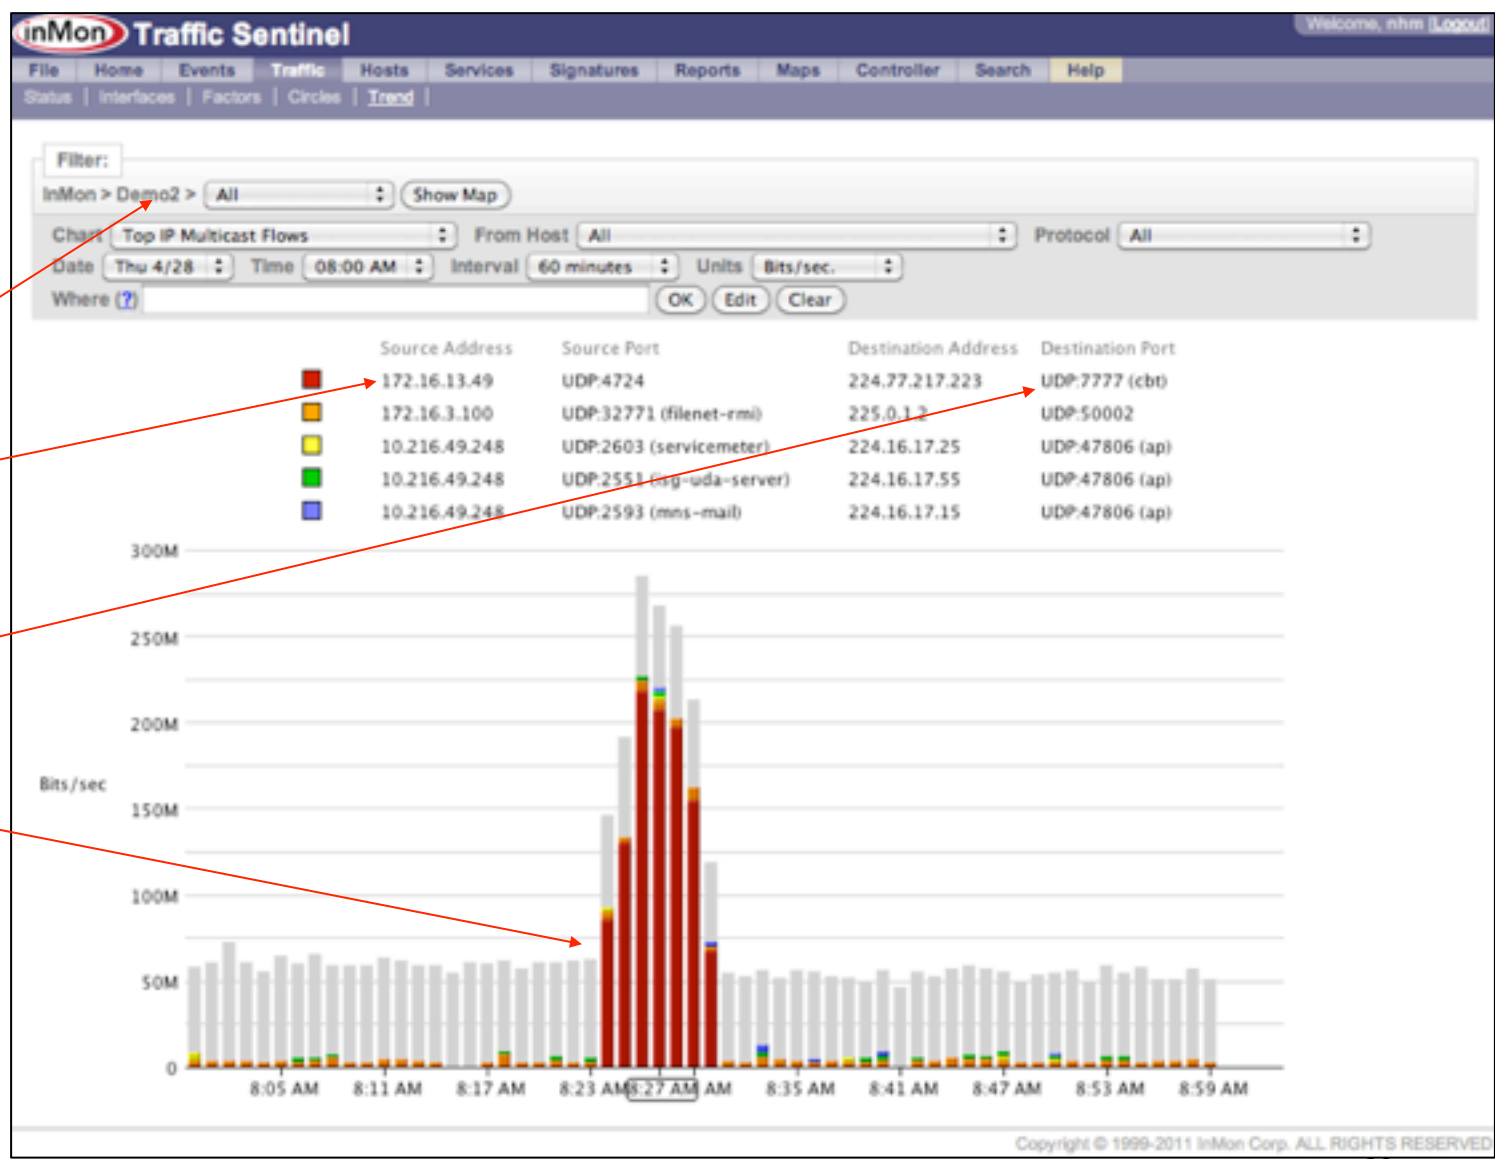 inMon Traffic Sentinel
Welcome, nhm [Logout]
File Home Events Traffic Hosts Services Signatures Reports Maps Controller Search Help
Status | Interfaces | Factors | Circles | Trend |
Filter:
InMon > Demo2 > All Show Map
Chart Top IP Multicast Flows From Host All Protocol All
Date Thu 4/28 Time 08:00 AM Interval 60 minutes Units Bits/sec.
Where (?) OK Edit Clear
Source Address Source Port Destination Address Destination Port
172.16.13.49 UDP:4724 224.77.217.223 UDP:7777 (cbt)
172.16.3.100 UDP:32771 (filenet-rmi) 225.0.1.2 UDP:50002
10.216.49.248 UDP:2603 (servicemeter) 224.16.17.25 UDP:47806 (ap)
10.216.49.248 UDP:2551 (isg-uda-server) 224.16.17.55 UDP:47806 (ap)
10.216.49.248 UDP:2593 (mns-mail) 224.16.17.15 UDP:47806 (ap)
300M
250M
200M
Bits/sec
150M
100M
50M
0
8:05 AM 8:11 AM 8:17 AM 8:23 AM 8:27 AM AM 8:35 AM 8:41 AM 8:47 AM 8:53 AM 8:59 AM
Copyright © 1999-2011 InMon Corp. ALL RIGHTS RESERVED